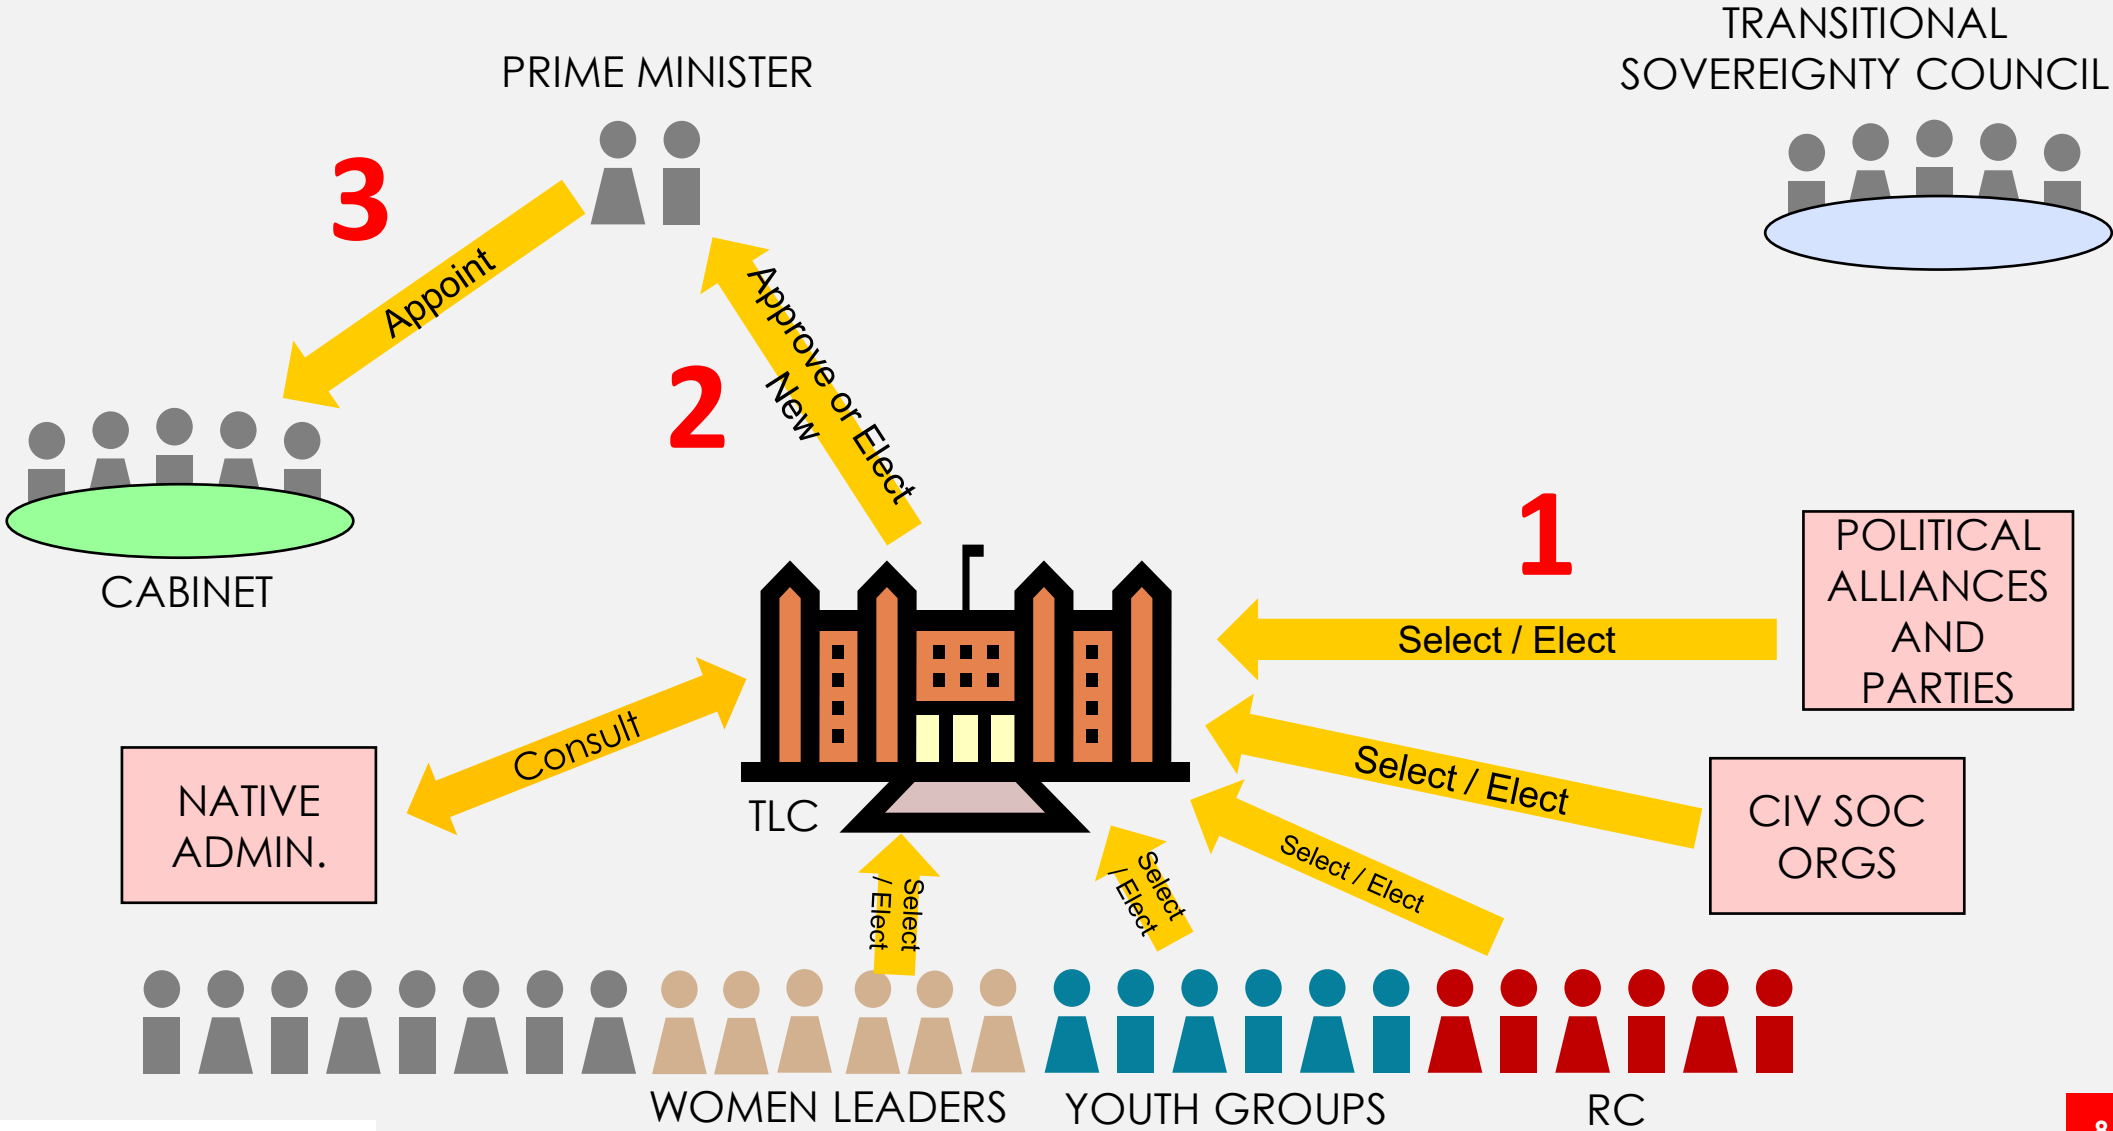 TRANSITIONAL
SOVEREIGNTY COUNCIL
PRIME MINISTER
3
Appoint
Approve or Elect
New
2
1
POLITICAL
ALLIANCES
AND
PARTIES
Select / Elect
CABINET
Consult
Select / Elect
NATIVE
ADMIN.
TLC
CIV SOC
ORGS
Select / Elect
Select
/ Elect
Select
/ Elect
WOMEN LEADERS
YOUTH GROUPS
RC